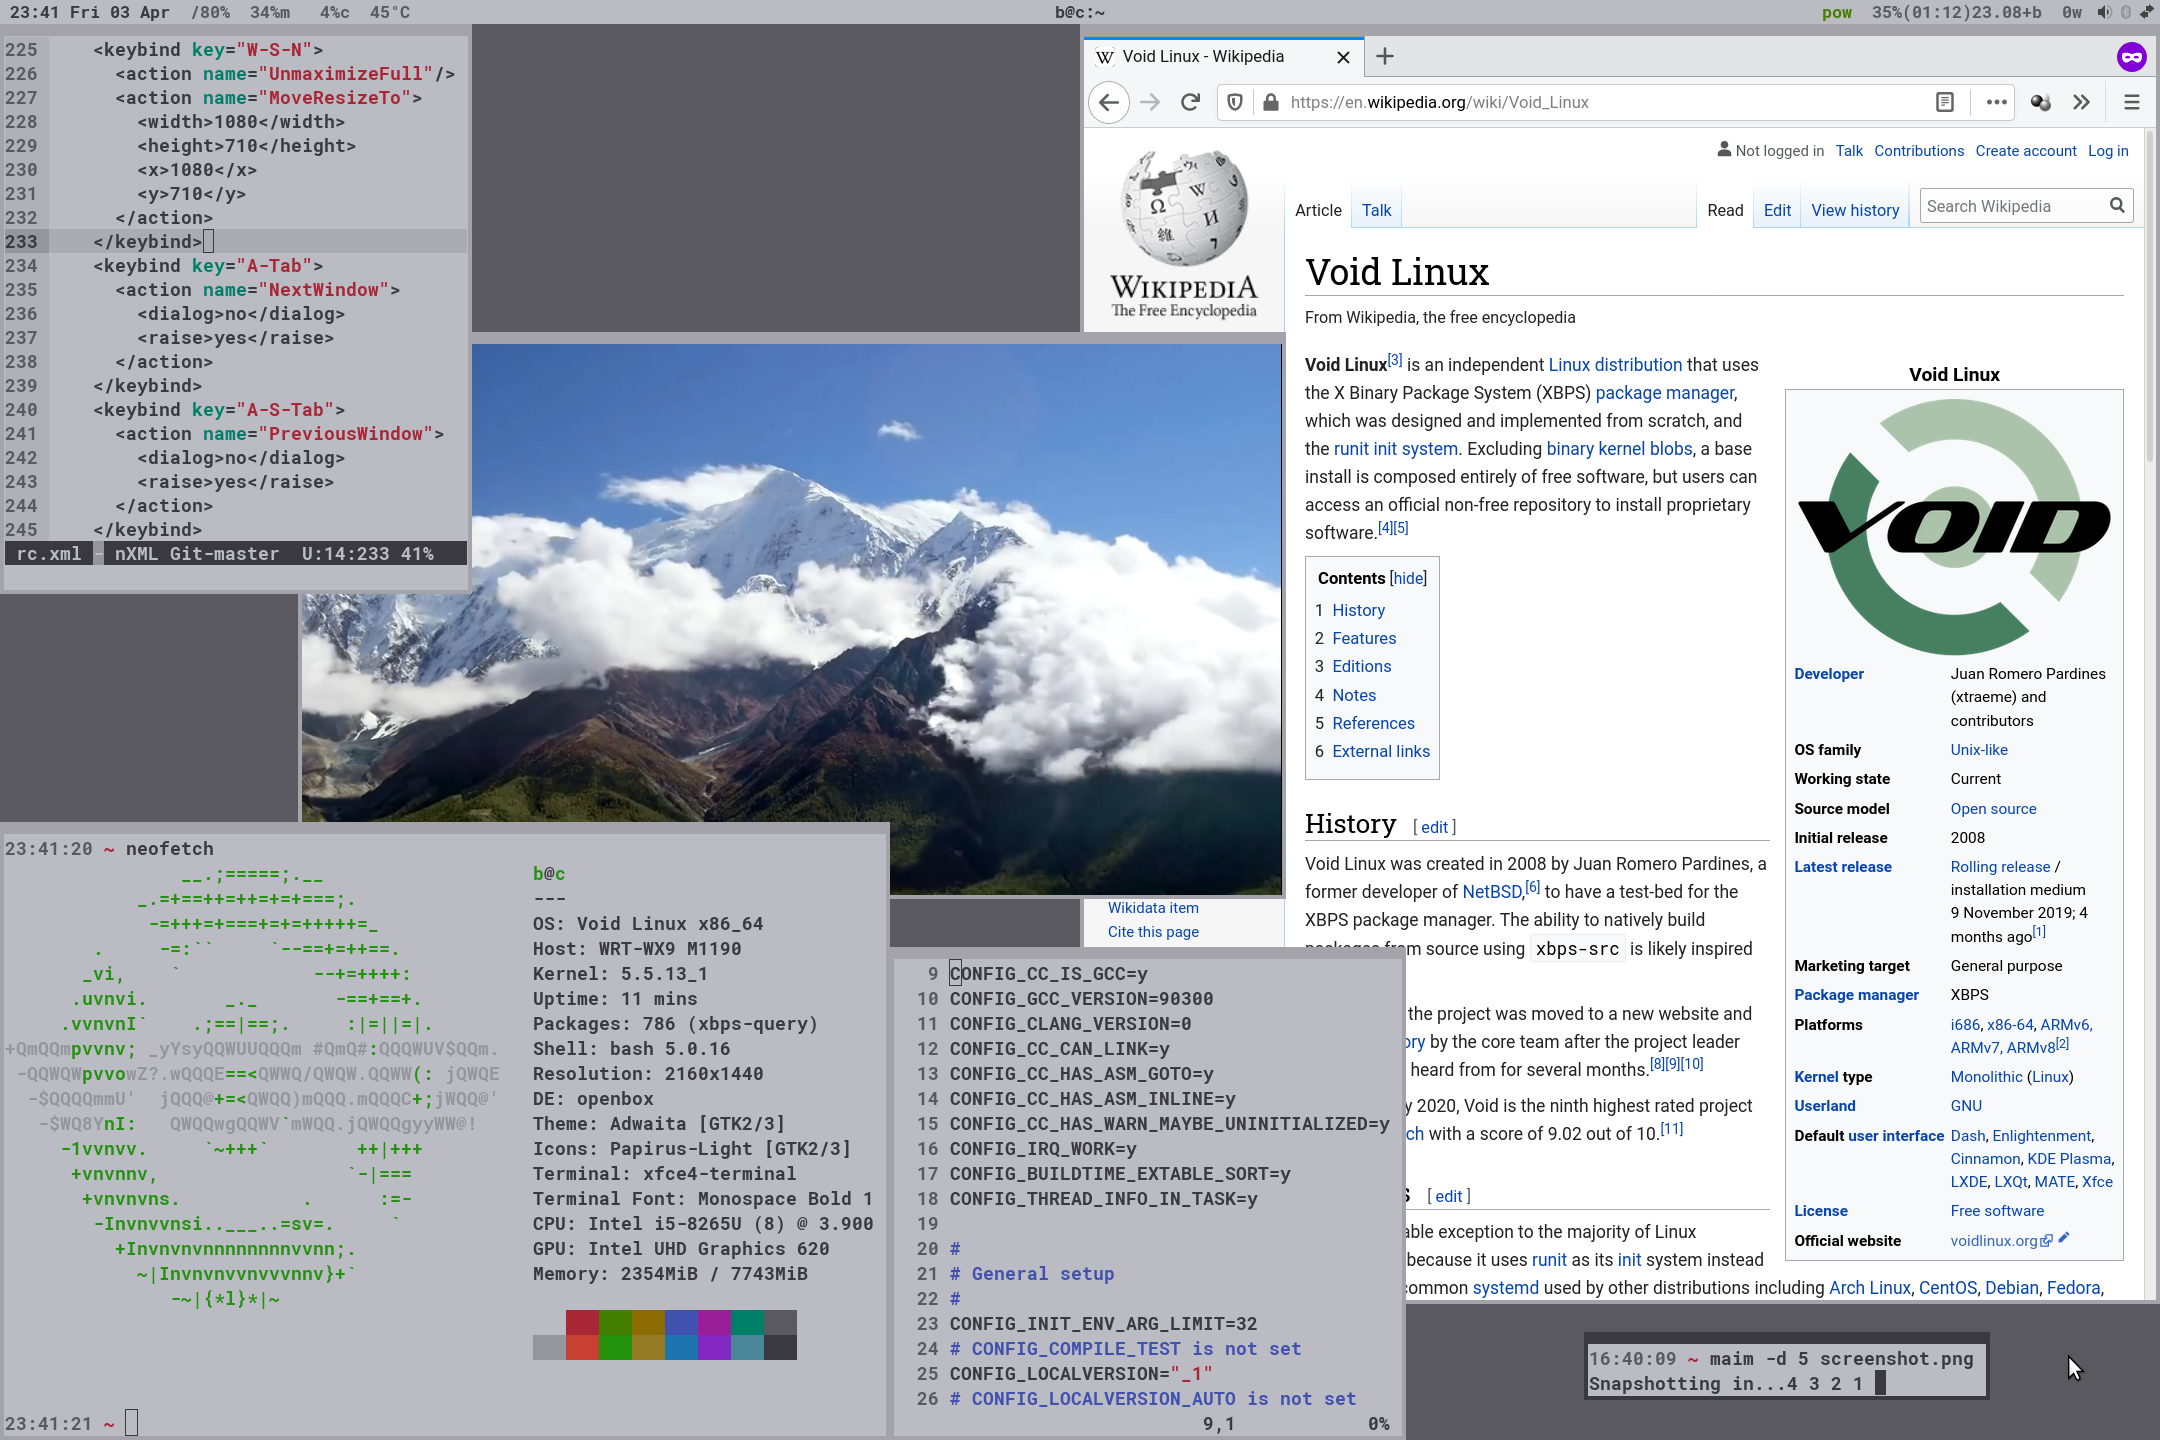 23:41 Fri 03 Apr /80% 34%m 4%c 45°C
b@c:~
pow 35%(01:12)23.08+b 0w
225 <keybind key="W-S-N">
226 <action name="UnmaximizeFull"/>
227 <action name="MoveResizeTo">
228 <width>1080</width>
229 <height>710</height>
230 <x>1080</x>
231 <y>710</y>
232 </action>
233 </keybind>
234 <keybind key="A-Tab">
235 <action name="NextWindow">
236 <dialog>no</dialog>
237 <raise>yes</raise>
238 </action>
239 </keybind>
240 <keybind key="A-S-Tab">
241 <action name="PreviousWindow">
242 <dialog>no</dialog>
243 <raise>yes</raise>
244 </action>
245 </keybind>
rc.xml - nXML Git-master U:14:233 41%
Void Linux - Wikipedia
https://en.wikipedia.org/wiki/Void_Linux
Not logged in Talk Contributions Create account Log in
Article Talk Read Edit View history Search Wikipedia
WIKIPEDIA
The Free Encyclopedia
Void Linux
From Wikipedia, the free encyclopedia
Void Linux[3] is an independent Linux distribution that uses
the X Binary Package System (XBPS) package manager,
which was designed and implemented from scratch, and
the runit init system. Excluding binary kernel blobs, a base
install is composed entirely of free software, but users can
access an official non-free repository to install proprietary
software.[4][5]
Contents [hide]
1 History
2 Features
3 Editions
4 Notes
5 References
6 External links
History [ edit ]
Void Linux was created in 2008 by Juan Romero Pardines, a
former developer of NetBSD,[6] to have a test-bed for the
XBPS package manager. The ability to natively build
packages from source using xbps-src is likely inspired
the project was moved to a new website and
ory by the core team after the project leader
heard from for several months.[8][9][10]
y 2020, Void is the ninth highest rated project
ch with a score of 9.02 out of 10.[11]
s [ edit ]
able exception to the majority of Linux
because it uses runit as its init system instead
common systemd used by other distributions including Arch Linux, CentOS, Debian, Fedora,
Wikidata item
Cite this page
Void Linux
VOID
Developer Juan Romero Pardines
(xtraeme) and
contributors
OS family Unix-like
Working state Current
Source model Open source
Initial release 2008
Latest release Rolling release /
installation medium
9 November 2019; 4
months ago[1]
Marketing target General purpose
Package manager XBPS
Platforms i686, x86-64, ARMv6,
ARMv7, ARMv8[2]
Kernel type Monolithic (Linux)
Userland GNU
Default user interface Dash, Enlightenment,
Cinnamon, KDE Plasma,
LXDE, LXQt, MATE, Xfce
License Free software
Official website voidlinux.org
23:41:20 ~ neofetch
b@c
---
OS: Void Linux x86_64
Host: WRT-WX9 M1190
Kernel: 5.5.13_1
Uptime: 11 mins
Packages: 786 (xbps-query)
Shell: bash 5.0.16
Resolution: 2160x1440
DE: openbox
Theme: Adwaita [GTK2/3]
Icons: Papirus-Light [GTK2/3]
Terminal: xfce4-terminal
Terminal Font: Monospace Bold 1
CPU: Intel i5-8265U (8) @ 3.900
GPU: Intel UHD Graphics 620
Memory: 2354MiB / 7743MiB
23:41:21 ~
9 CONFIG_CC_IS_GCC=y
10 CONFIG_GCC_VERSION=90300
11 CONFIG_CLANG_VERSION=0
12 CONFIG_CC_CAN_LINK=y
13 CONFIG_CC_HAS_ASM_GOTO=y
14 CONFIG_CC_HAS_ASM_INLINE=y
15 CONFIG_CC_HAS_WARN_MAYBE_UNINITIALIZED=y
16 CONFIG_IRQ_WORK=y
17 CONFIG_BUILDTIME_EXTABLE_SORT=y
18 CONFIG_THREAD_INFO_IN_TASK=y
19
20 #
21 # General setup
22 #
23 CONFIG_INIT_ENV_ARG_LIMIT=32
24 # CONFIG_COMPILE_TEST is not set
25 CONFIG_LOCALVERSION="_1"
26 # CONFIG_LOCALVERSION_AUTO is not set
9,1 0%
16:40:09 ~ maim -d 5 screenshot.png
Snapshotting in...4 3 2 1